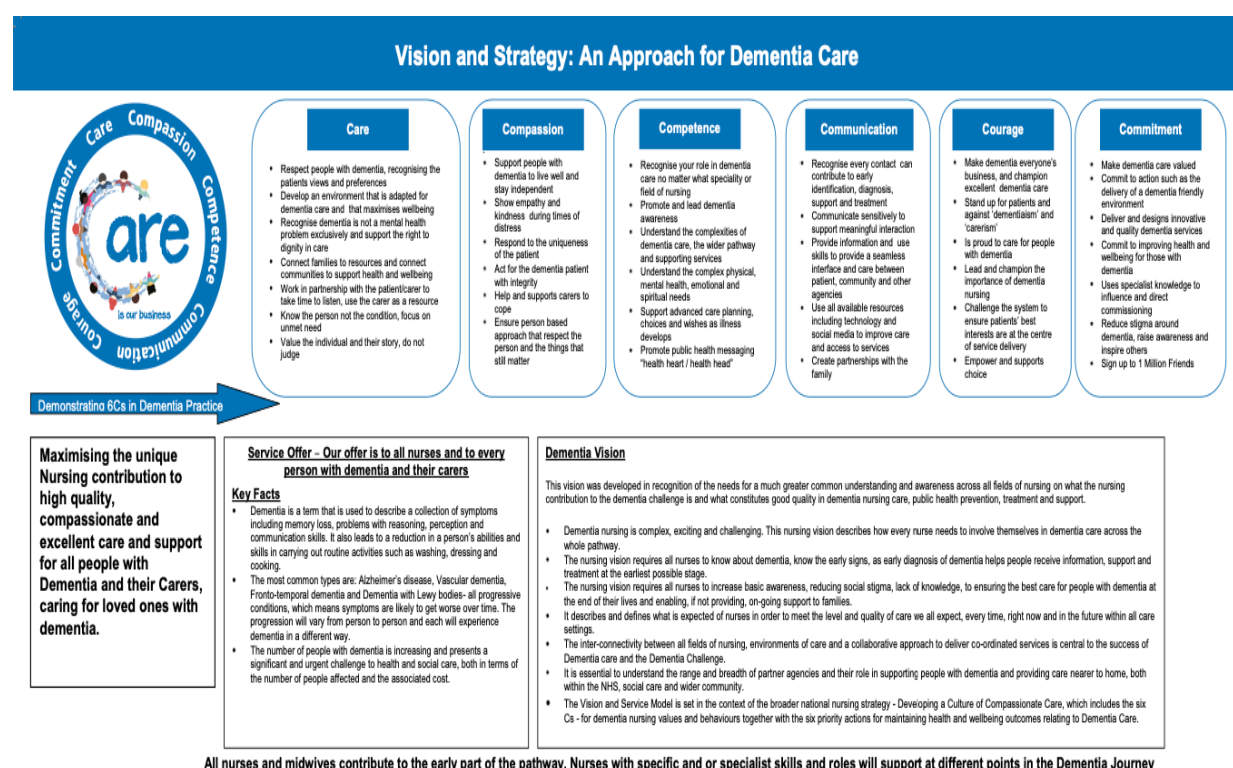 Vision and Strategy: An Approach for Dementia Care
Care Compassion Competence Communication Courage Commitment
Care
is our business
Demonstrating 6Cs in Dementia Practice
Care
• Respect people with dementia, recognising the
patients views and preferences
• Develop an environment that is adapted for
dementia care and that maximises wellbeing
• Recognise dementia is not a mental health
problem exclusively and support the right to
dignity in care
• Connect families to resources and connect
communities to support health and wellbeing
• Work in partnership with the patient/carer to
take time to listen, use the carer as a resource
• Know the person not the condition, focus on
unmet need
• Value the individual and their story, do not
judge
Compassion
• Support people with
dementia to live well and
stay independent
• Show empathy and
kindness during times of
distress
• Respond to the uniqueness
of the patient
• Act for the dementia patient
with integrity
• Help and supports carers to
cope
• Ensure person based
approach that respect the
person and the things that
still matter
Competence
• Recognise your role in dementia
care no matter what speciality or
field of nursing
• Promote and lead dementia
awareness
• Understand the complexities of
dementia care, the wider pathway
and supporting services
• Understand the complex physical,
mental health, emotional and
spiritual needs
• Support advanced care planning,
choices and wishes as illness
develops
• Promote public health messaging
“health heart / health head”
Communication
• Recognise every contact can
contribute to early
identification, diagnosis,
support and treatment
• Communicate sensitively to
support meaningful interaction
• Provide information and use
skills to provide a seamless
interface and care between
patient, community and other
agencies
• Use all available resources
including technology and
social media to improve care
and access to services
• Create partnerships with the
family
Courage
• Make dementia everyone’s
business, and champion
excellent dementia care
• Stand up for patients and
against ‘dementiaism’ and
‘carerism’
• Is proud to care for people
with dementia
• Lead and champion the
importance of dementia
nursing
• Challenge the system to
ensure patients’ best
interests are at the centre
of service delivery
• Empower and supports
choice
Commitment
• Make dementia care valued
• Commit to action such as the
delivery of a dementia friendly
environment
• Deliver and designs innovative
and quality dementia services
• Commit to improving health and
wellbeing for those with
dementia
• Uses specialist knowledge to
influence and direct
commissioning
• Reduce stigma around
dementia, raise awareness and
inspire others
• Sign up to 1 Million Friends
Maximising the unique
Nursing contribution to
high quality,
compassionate and
excellent care and support
for all people with
Dementia and their Carers,
caring for loved ones with
dementia.
Service Offer – Our offer is to all nurses and to every
person with dementia and their carers
Key Facts
• Dementia is a term that is used to describe a collection of symptoms
including memory loss, problems with reasoning, perception and
communication skills. It also leads to a reduction in a person’s abilities and
skills in carrying out routine activities such as washing, dressing and
cooking.
• The most common types are: Alzheimer’s disease, Vascular dementia,
Fronto-temporal dementia and Dementia with Lewy bodies- all progressive
conditions, which means symptoms are likely to get worse over time. The
progression will vary from person to person and each will experience
dementia in a different way.
• The number of people with dementia is increasing and presents a
significant and urgent challenge to health and social care, both in terms of
the number of people affected and the associated cost.
Dementia Vision
This vision was developed in recognition of the needs for a much greater common understanding and awareness across all fields of nursing on what the nursing
contribution to the dementia challenge is and what constitutes good quality in dementia nursing care, public health prevention, treatment and support.
• Dementia nursing is complex, exciting and challenging. This nursing vision describes how every nurse needs to involve themselves in dementia care across the
whole pathway.
• The nursing vision requires all nurses to know about dementia, know the early signs, as early diagnosis of dementia helps people receive information, support and
treatment at the earliest possible stage.
• The nursing vision requires all nurses to increase basic awareness, reducing social stigma, lack of knowledge, to ensuring the best care for people with dementia at
the end of their lives and enabling, if not providing, on-going support to families.
• It describes and defines what is expected of nurses in order to meet the level and quality of care we all expect, every time, right now and in the future within all care
settings.
• The inter-connectivity between all fields of nursing, environments of care and a collaborative approach to deliver co-ordinated services is central to the success of
Dementia care and the Dementia Challenge.
• It is essential to understand the range and breadth of partner agencies and their role in supporting people with dementia and providing care nearer to home, both
within the NHS, social care and wider community.
• The Vision and Service Model is set in the context of the broader national nursing strategy - Developing a Culture of Compassionate Care, which includes the six
Cs - for dementia nursing values and behaviours together with the six priority actions for maintaining health and wellbeing outcomes relating to Dementia Care.
All nurses and midwives contribute to the early part of the pathway. Nurses with specific and or specialist skills and roles will support at different points in the Dementia Journey